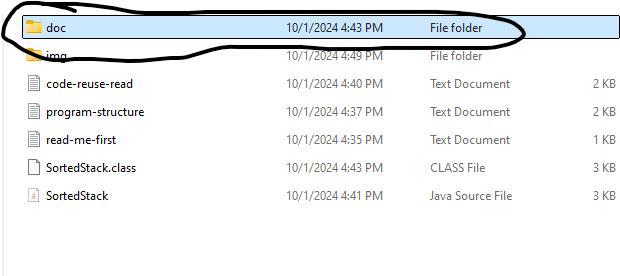 doc 10/1/2024 4:43 PM File folder
img 10/1/2024 4:49 PM File folder
code-reuse-read 10/1/2024 4:40 PM Text Document 2 KB
program-structure 10/1/2024 4:37 PM Text Document 2 KB
read-me-first 10/1/2024 4:35 PM Text Document 1 KB
SortedStack.class 10/1/2024 4:43 PM CLASS File 3 KB
SortedStack 10/1/2024 4:41 PM Java Source File 3 KB